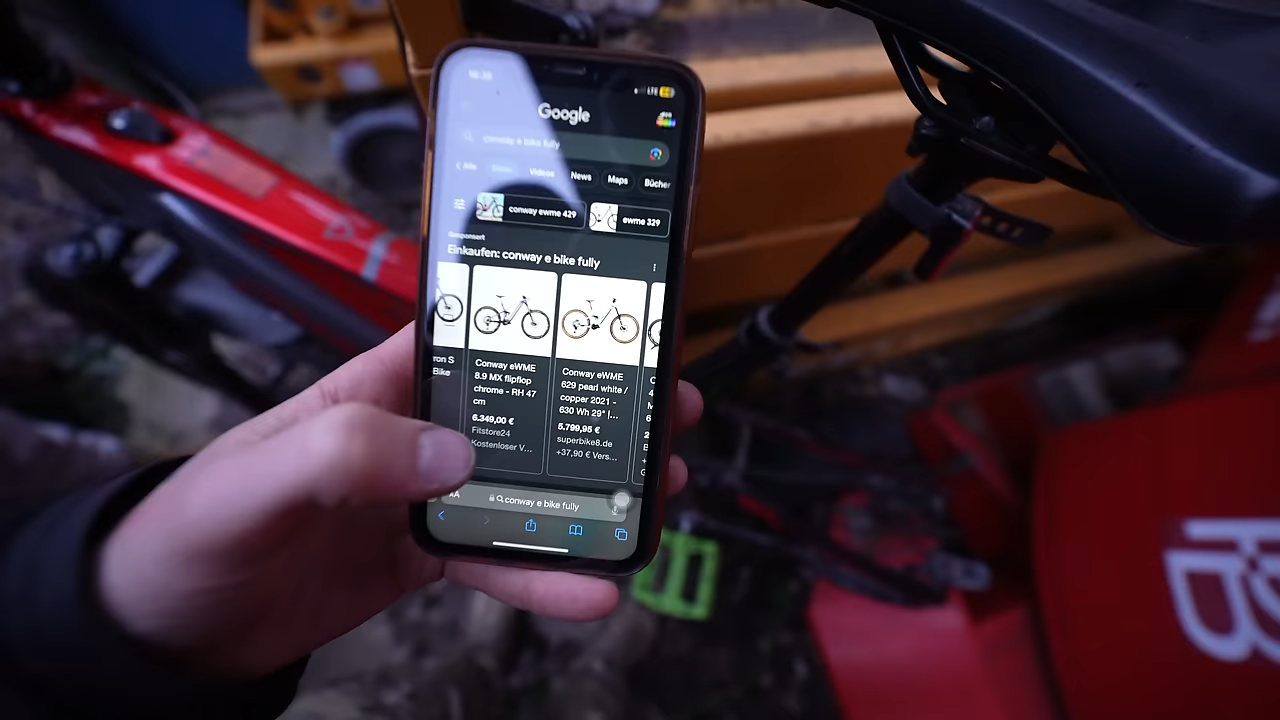 Google
conway e bike fully
Alle
Videos
News
Maps
Bücher
conway ewme 429
ewme 329
Gesponsert
Einkaufen: conway e bike fully
ron S
Bike
Conway eWME
8.9 MX flipflop
chrome - RH 47
cm
6.349,00 €
Fitstore24
Kostenloser V...
Conway eWME
629 pearl white /
copper 2021 -
630 Wh 29" |...
5.799,95 €
superbike8.de
+37,90 € Vers...
LTE
AA
conway e bike fully